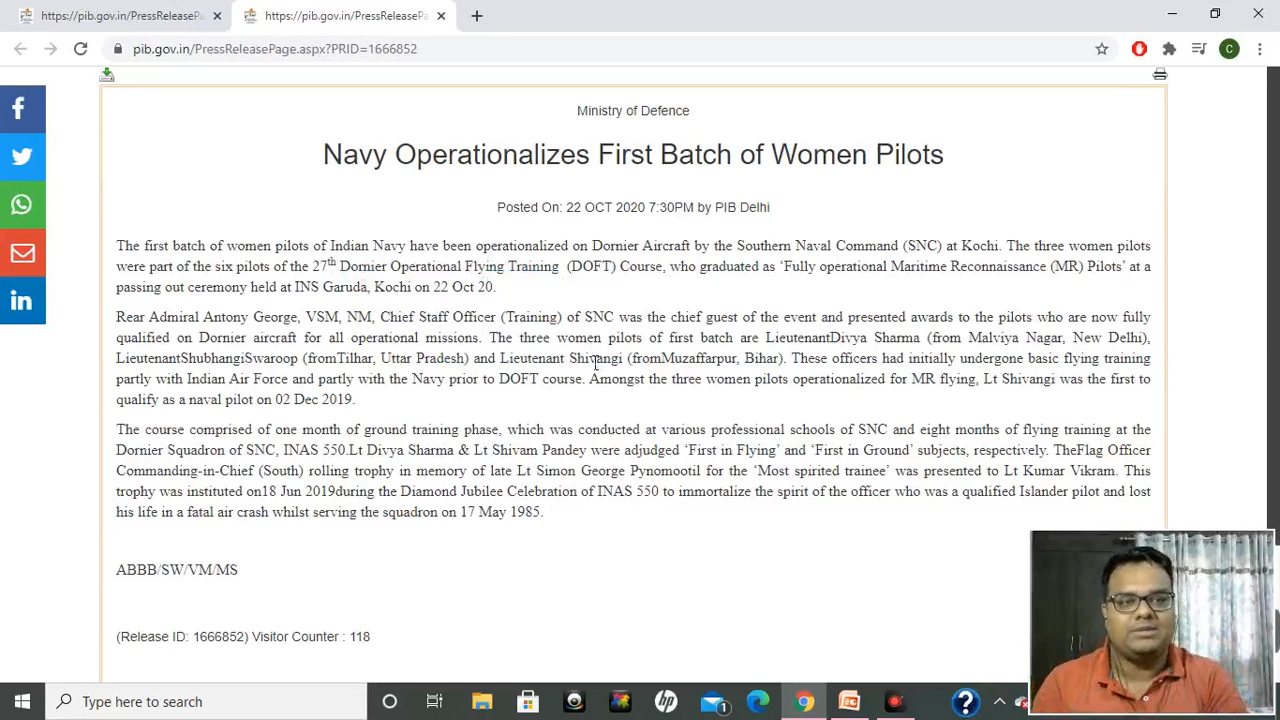 https://pib.gov.in/PressReleasePa
https://pib.gov.in/PressReleasePa
pib.gov.in/PressReleasePage.aspx?PRID=1666852
C
Ministry of Defence
Navy Operationalizes First Batch of Women Pilots
Posted On: 22 OCT 2020 7:30PM by PIB Delhi
The first batch of women pilots of Indian Navy have been operationalized on Dornier Aircraft by the Southern Naval Command (SNC) at Kochi. The three women pilots
were part of the six pilots of the 27th Dornier Operational Flying Training (DOFT) Course, who graduated as ‘Fully operational Maritime Reconnaissance (MR) Pilots’ at a
passing out ceremony held at INS Garuda, Kochi on 22 Oct 20.
Rear Admiral Antony George, VSM, NM, Chief Staff Officer (Training) of SNC was the chief guest of the event and presented awards to the pilots who are now fully
qualified on Dornier aircraft for all operational missions. The three women pilots of first batch are LieutenantDivya Sharma (from Malviya Nagar, New Delhi),
LieutenantShubhangiSwaroop (fromTilhar, Uttar Pradesh) and Lieutenant Shivangi (fromMuzaffarpur, Bihar). These officers had initially undergone basic flying training
partly with Indian Air Force and partly with the Navy prior to DOFT course. Amongst the three women pilots operationalized for MR flying, Lt Shivangi was the first to
qualify as a naval pilot on 02 Dec 2019.
The course comprised of one month of ground training phase, which was conducted at various professional schools of SNC and eight months of flying training at the
Dornier Squadron of SNC, INAS 550.Lt Divya Sharma & Lt Shivam Pandey were adjudged ‘First in Flying’ and ‘First in Ground’ subjects, respectively. TheFlag Officer
Commanding-in-Chief (South) rolling trophy in memory of late Lt Simon George Pynomootil for the ‘Most spirited trainee’ was presented to Lt Kumar Vikram. This
trophy was instituted on18 Jun 2019during the Diamond Jubilee Celebration of INAS 550 to immortalize the spirit of the officer who was a qualified Islander pilot and lost
his life in a fatal air crash whilst serving the squadron on 17 May 1985.
ABBB/SW/VM/MS
(Release ID: 1666852) Visitor Counter : 118
Type here to search
hp
1
?